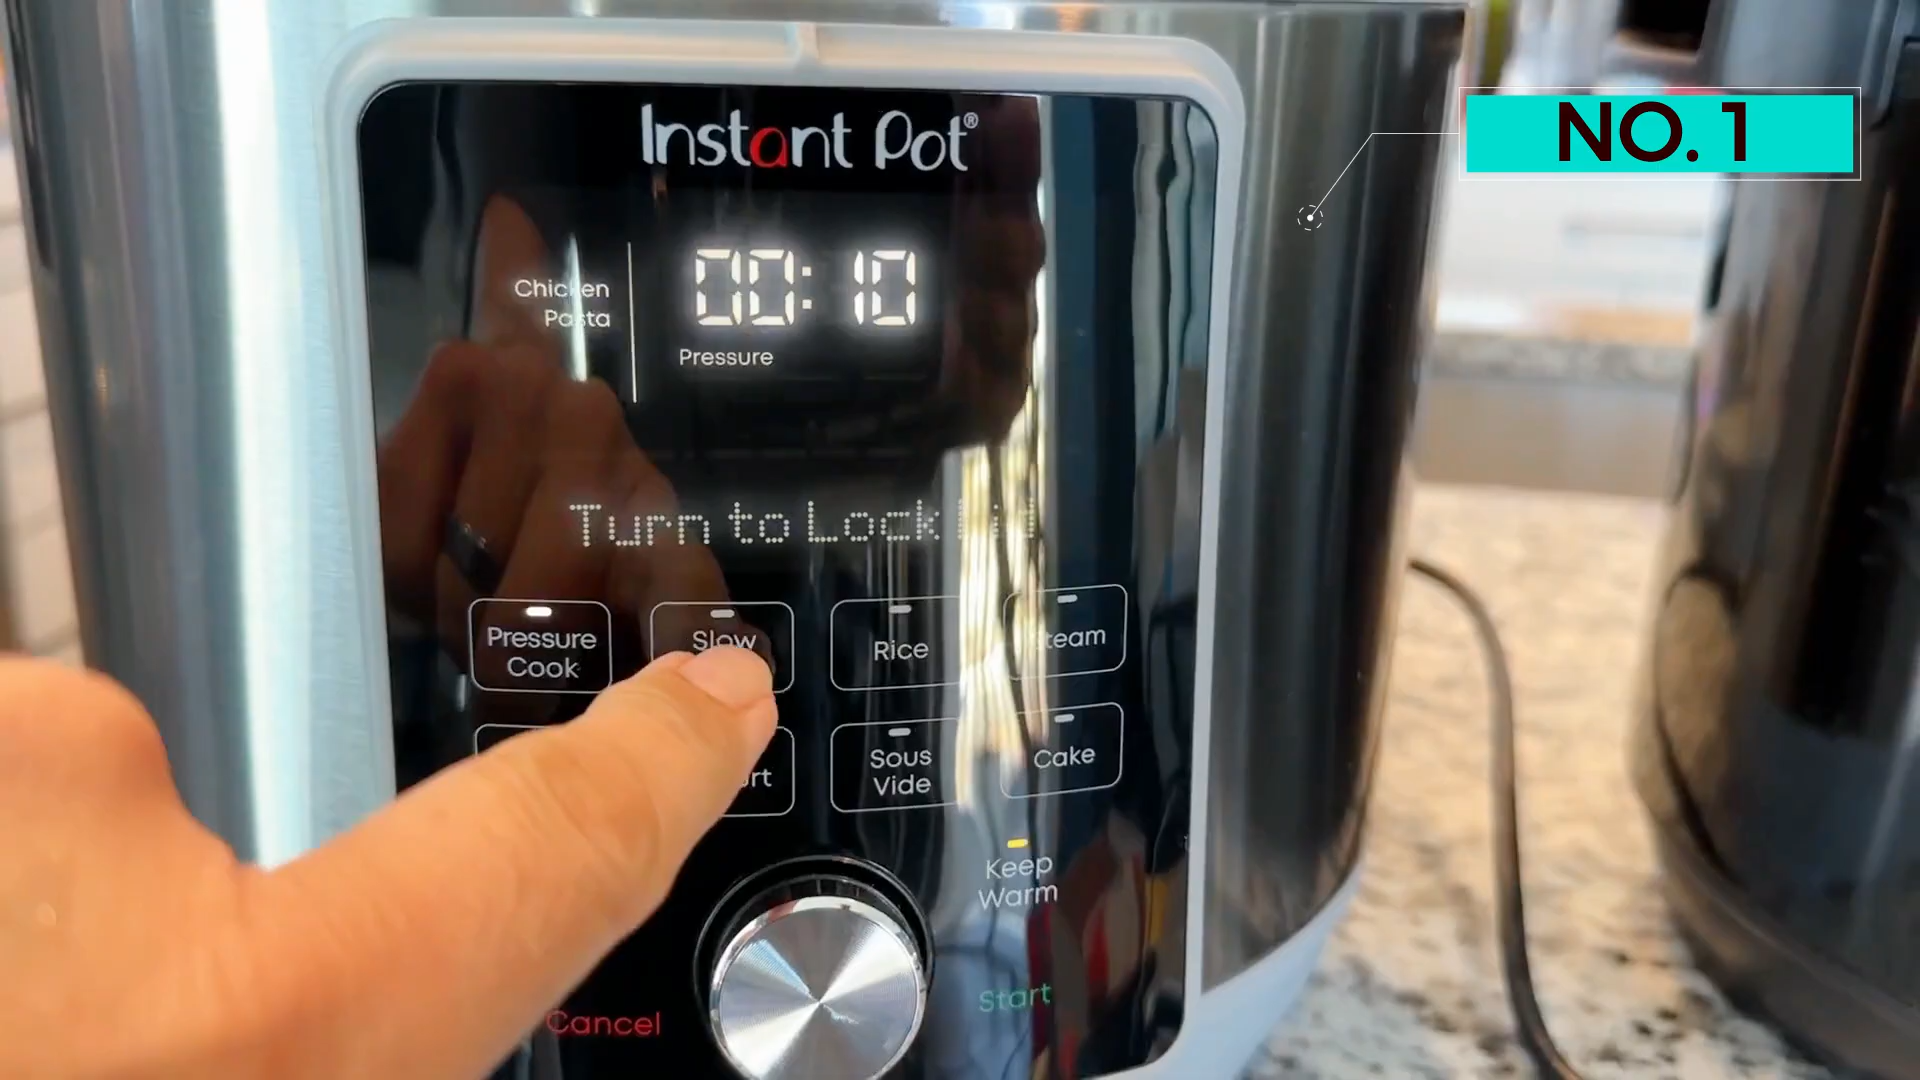 Instant Pot®
NO. 1
00:10
Chicken
Pasta
Pressure
Turn to Lock
Pressure
Cook
Slow
Rice
Steam
Sous
Vide
Cake
Keep
Warm
Start
Cancel